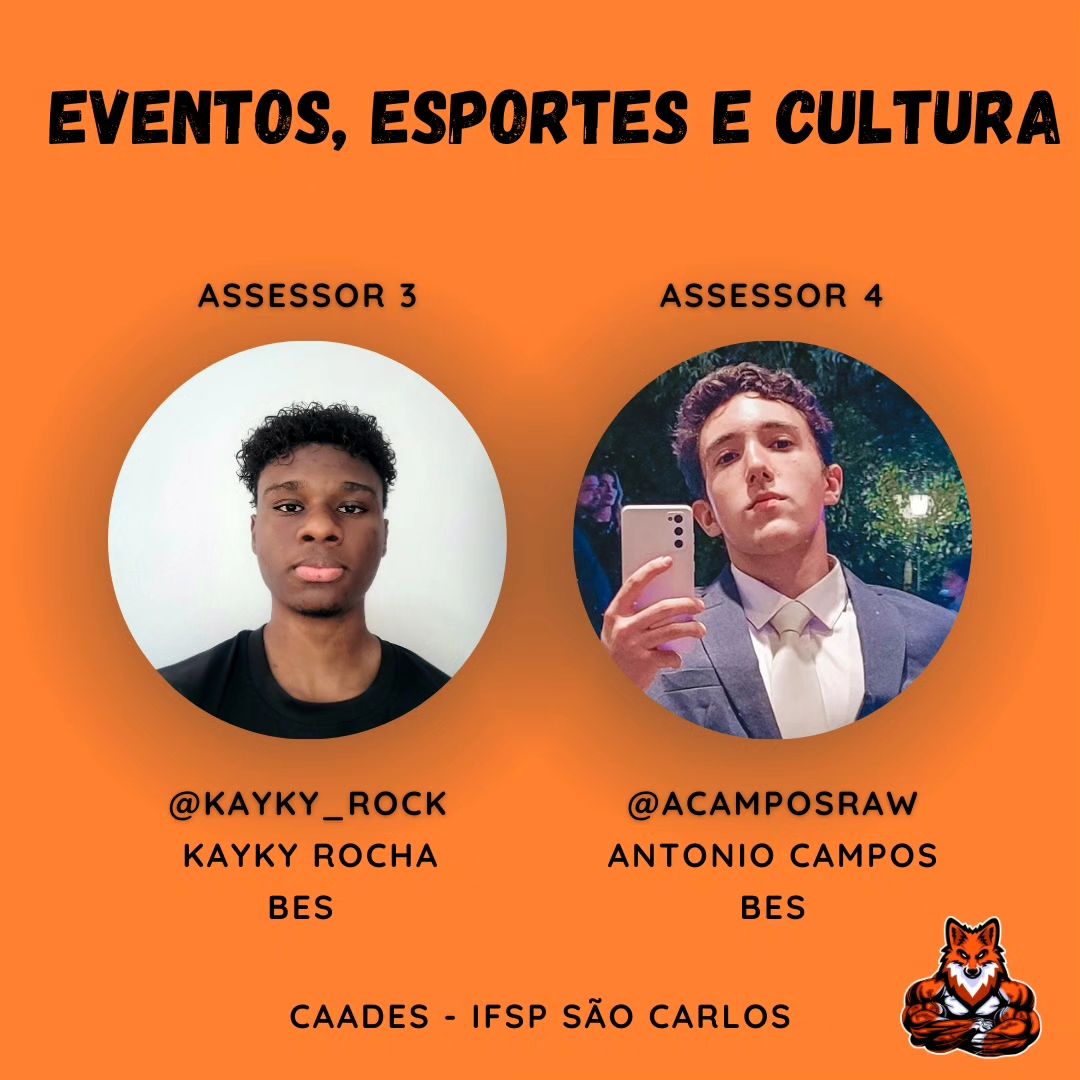 EVENTOS, ESPORTES E CULTURA
ASSESSOR 3
ASSESSOR 4
@KAYKY_ROCK
KAYKY ROCHA
BES
@ACAMPOSRAW
ANTONIO CAMPOS
BES
CAADES - IFSP SÃO CARLOS